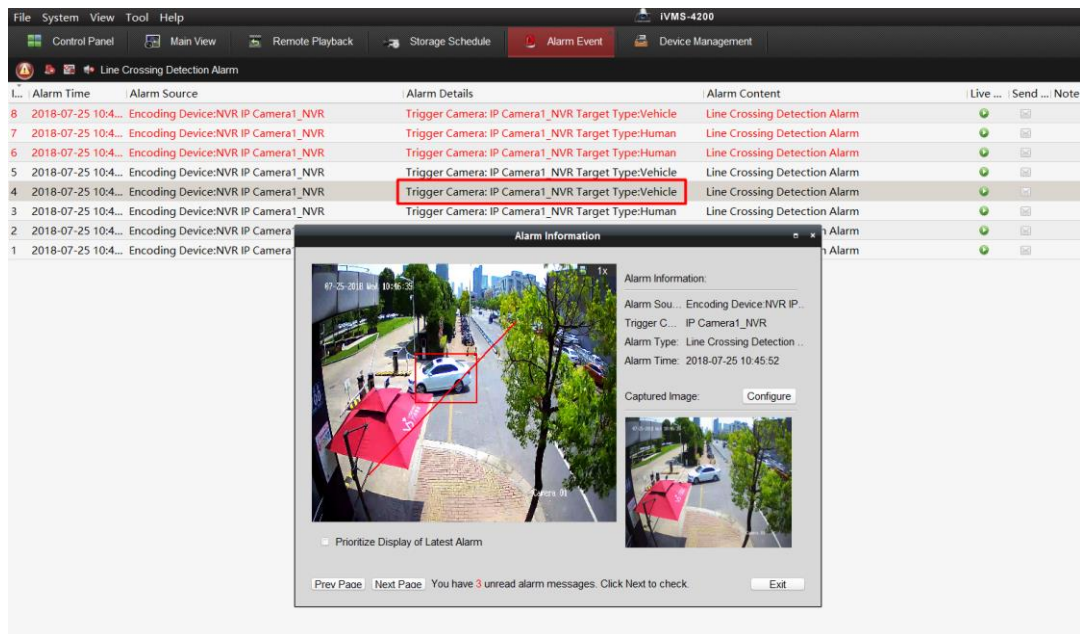 File System View Tool Help iVMS-4200
Control Panel Main View Remote Playback Storage Schedule Alarm Event Device Management
Line Crossing Detection Alarm
I... Alarm Time Alarm Source Alarm Details Alarm Content Live ... Send ... Note
8 2018-07-25 10:4... Encoding Device:NVR IP Camera1_NVR Trigger Camera: IP Camera1_NVR Target Type:Vehicle Line Crossing Detection Alarm
7 2018-07-25 10:4... Encoding Device:NVR IP Camera1_NVR Trigger Camera: IP Camera1_NVR Target Type:Human Line Crossing Detection Alarm
6 2018-07-25 10:4... Encoding Device:NVR IP Camera1_NVR Trigger Camera: IP Camera1_NVR Target Type:Human Line Crossing Detection Alarm
5 2018-07-25 10:4... Encoding Device:NVR IP Camera1_NVR Trigger Camera: IP Camera1_NVR Target Type:Vehicle Line Crossing Detection Alarm
4 2018-07-25 10:4... Encoding Device:NVR IP Camera1_NVR Trigger Camera: IP Camera1_NVR Target Type:Vehicle Line Crossing Detection Alarm
3 2018-07-25 10:4... Encoding Device:NVR IP Camera1_NVR Trigger Camera: IP Camera1_NVR Target Type:Human Line Crossing Detection Alarm
2 2018-07-25 10:4... Encoding Device:NVR IP Camera n Alarm
1 2018-07-25 10:4... Encoding Device:NVR IP Camera n Alarm
Alarm Information
1x
07-25-2018 Wed 10:46:35
Camera 01
Alarm Information:
Alarm Sou... Encoding Device:NVR IP..
Trigger C... IP Camera1_NVR
Alarm Type: Line Crossing Detection ..
Alarm Time: 2018-07-25 10:45:52
Captured Image: Configure
Prioritize Display of Latest Alarm
Prev Page Next Page You have 3 unread alarm messages. Click Next to check. Exit